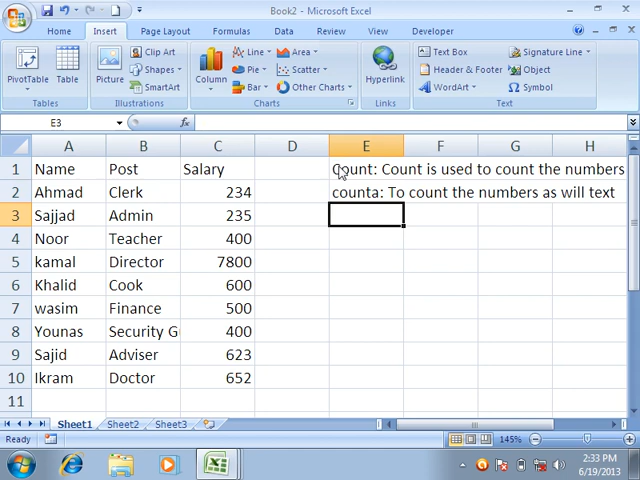 Book2 - Microsoft Excel
Home Insert Page Layout Formulas Data Review View Developer
PivotTable Table Picture Clip Art Shapes SmartArt Column Line Pie Bar Area Scatter Other Charts Hyperlink Text Box Header & Footer WordArt Signature Line Object Symbol
Tables Illustrations Charts Links Text
E3 fx
A B C D E F G H
1 Name Post Salary Count: Count is used to count the numbers
2 Ahmad Clerk 234 counta: To count the numbers as will text
3 Sajjad Admin 235
4 Noor Teacher 400
5 kamal Director 7800
6 Khalid Cook 600
7 wasim Finance 500
8 Younas Security Gu 400
9 Sajid Adviser 623
10 Ikram Doctor 652
11
Sheet1 Sheet2 Sheet3
Ready 145%
2:33 PM
6/19/2013